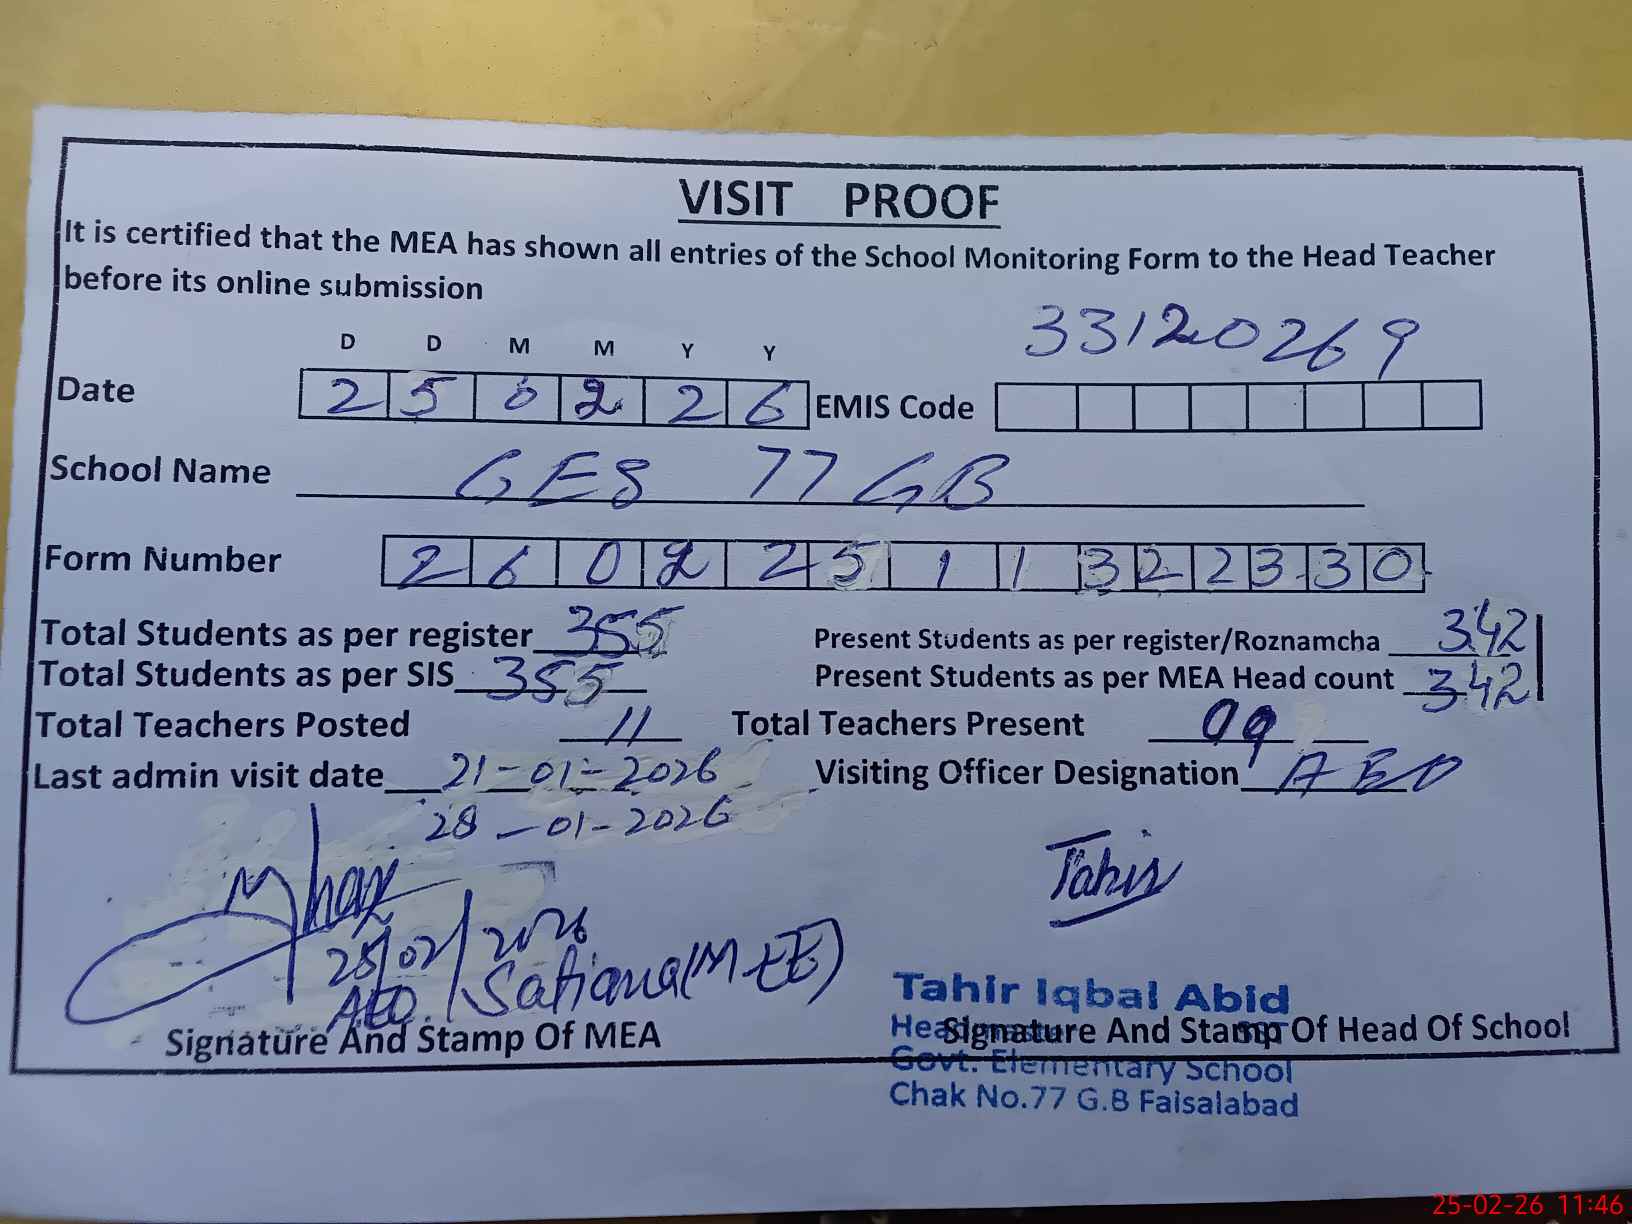 VISIT PROOF
It is certified that the MEA has shown all entries of the School Monitoring Form to the Head Teacher
before its online submission
33120269
D D M M Y Y
Date 2 5 0 2 2 6 EMIS Code
School Name GES 77 GB
Form Number 2 6 0 2 2 5 1 1 3 2 2 3 3 0
Total Students as per register 355 Present Students as per register/Roznamcha 342
Total Students as per SIS 355 Present Students as per MEA Head count 342
Total Teachers Posted 11 Total Teachers Present 09
Last admin visit date 21-01-2026 Visiting Officer Designation
28-01-2026
Tahir
2026
AEO Satiana
Tahir Iqbal Abid
Signature And Stamp Of MEA Signature And Stamp Of Head Of School
Govt. Elementary School
Chak No.77 G.B Faisalabad
25-02-26 11:46